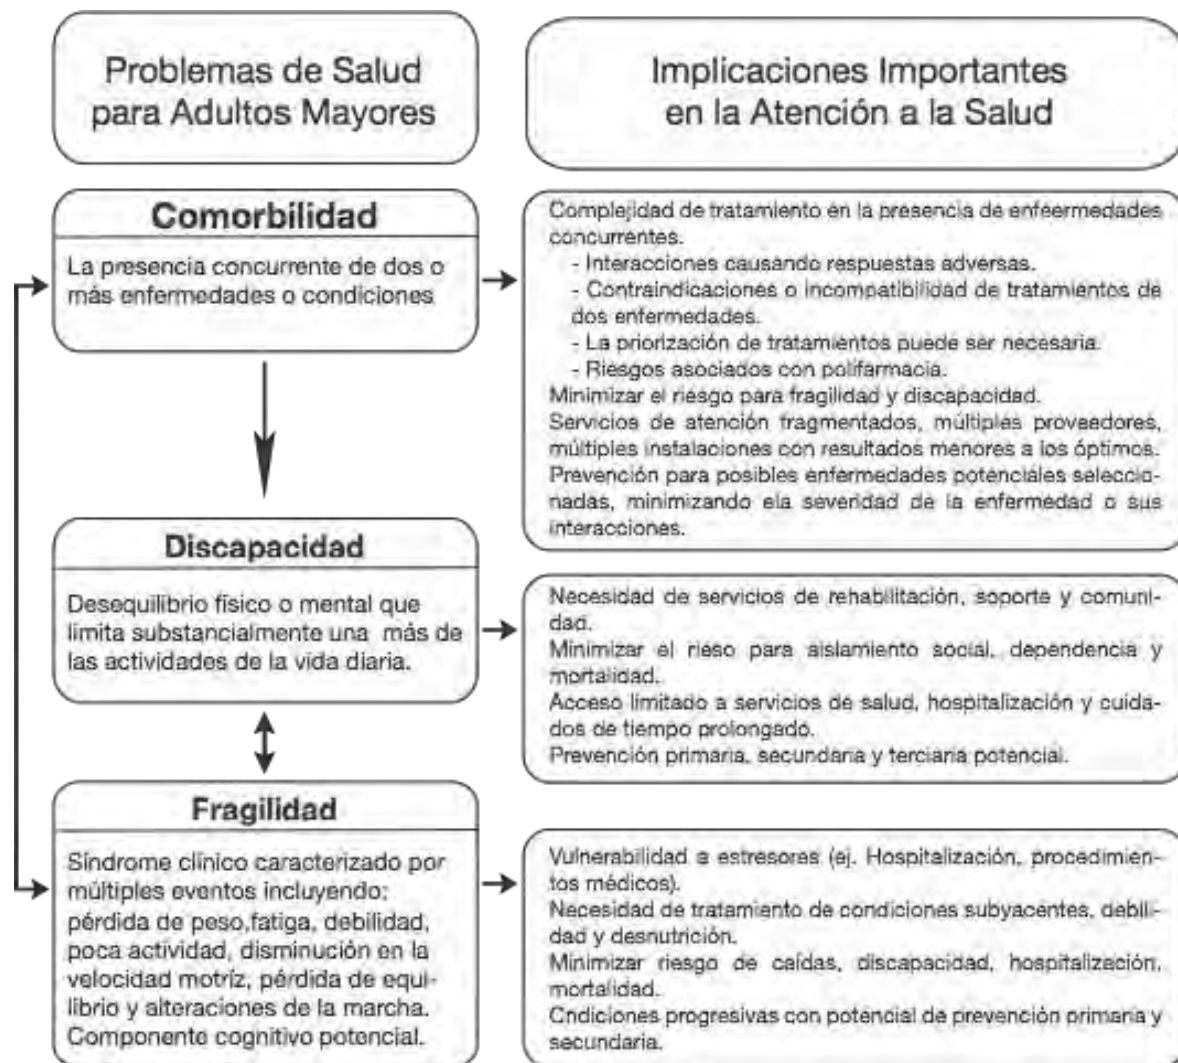 Problemas de Salud
para Adultos Mayores
Implicaciones Importantes
en la Atención a la Salud
Comorbilidad
La presencia concurrente de dos o
más enfermedades o condiciones
Complejidad de tratamiento en la presencia de enfeermedades
concurrentes.
- Interacciones causando respuestas adversas.
- Contraindicaciones o incompatibilidad de tratamientos de
dos enfermedades.
- La priorización de tratamientos puede ser necesaria.
- Riesgos asociados con polifarmacia.
Minimizar el riesgo para fragilidad y discapacidad.
Servicios de atención fragmentados, múltiples proveedores,
múltiples instalaciones con resultados menores a los óptimos.
Prevención para posibles enfermedades potenciales seleccio-
nadas, minimizando ela severidad de la enfermedad o sus
interacciones.
Discapacidad
Desequilibrio físico o mental que
limita substancialmente una  más de
las actividades de la vida diaria.
Necesidad de servicios de rehabilitación, soporte y comuni-
dad.
Minimizar el rieso para aislamiento social, dependencia y
mortalidad.
Acceso limitado a servicios de salud, hospitalización y cuida-
dos de tiempo prolongado.
Prevención primaria, secundaria y terciaria potencial.
Fragilidad
Síndrome clínico caracterizado por
múltiples eventos incluyendo:
pérdida de peso,fatiga, debilidad,
poca actividad, disminución en la
velocidad motríz, pérdida de equi-
librio y alteraciones de la marcha.
Componente cognitivo potencial.
Vulnerabilidad a estresores (ej. Hospitalización, procedimien-
tos médicos).
Necesidad de tratamiento de condiciones subyacentes, debili-
dad y desnutrición.
Minimizar riesgo de caídas, discapacidad, hospitalización,
mortalidad.
Cndiciones progresivas con potencial de prevención primaria y
secundaria.